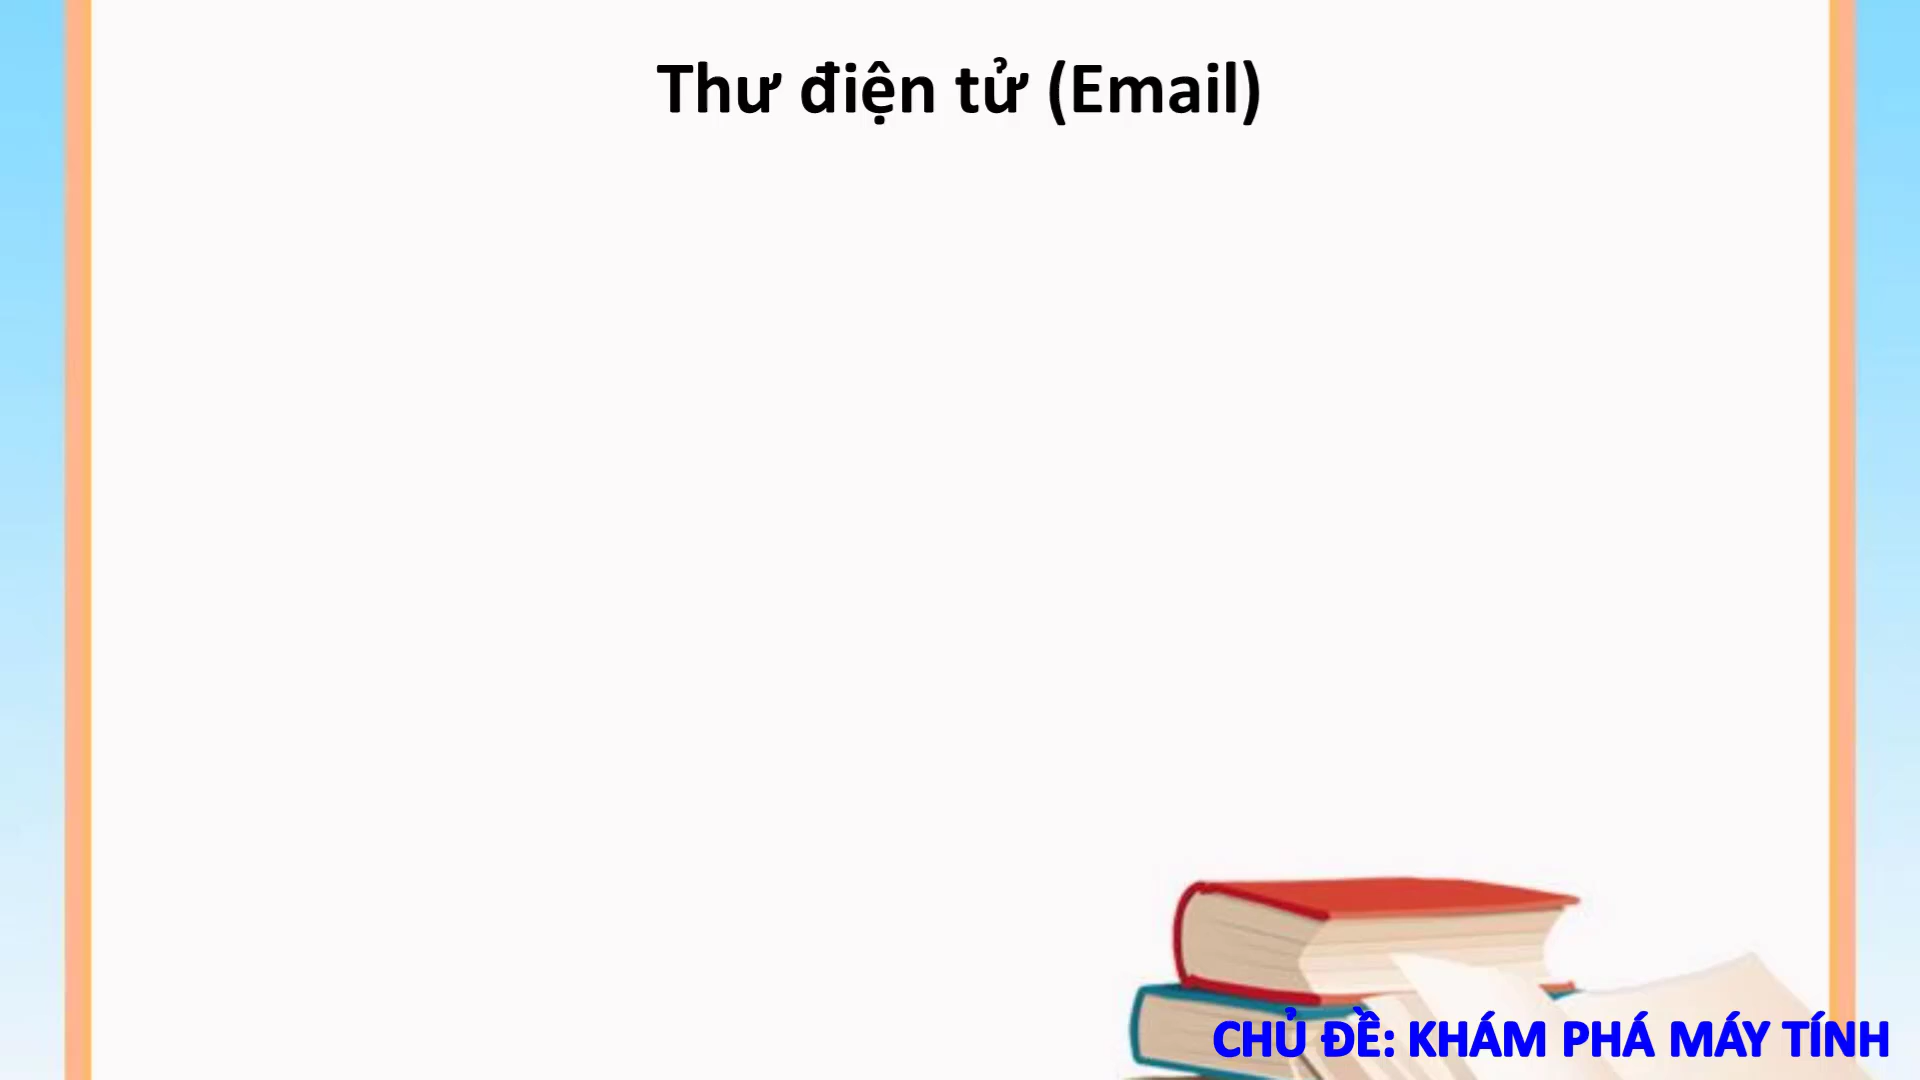 Thư điện tử (Email)
CHỦ ĐỀ: KHÁM PHÁ MÁY TÍNH